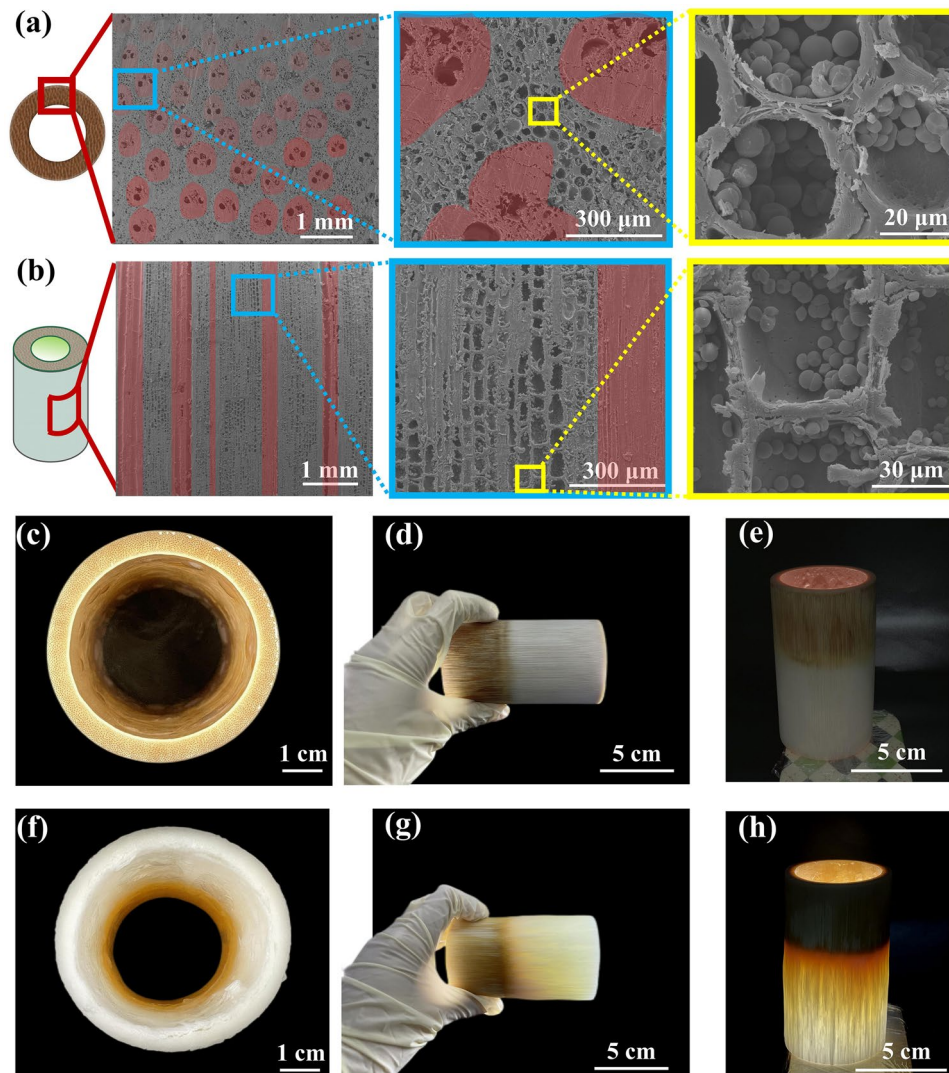 (a)
1 mm
300 μm
20 μm
(b)
1 mm
300 μm
30 μm
(c)
1 cm
(d)
5 cm
(e)
5 cm
(f)
1 cm
(g)
5 cm
(h)
5 cm